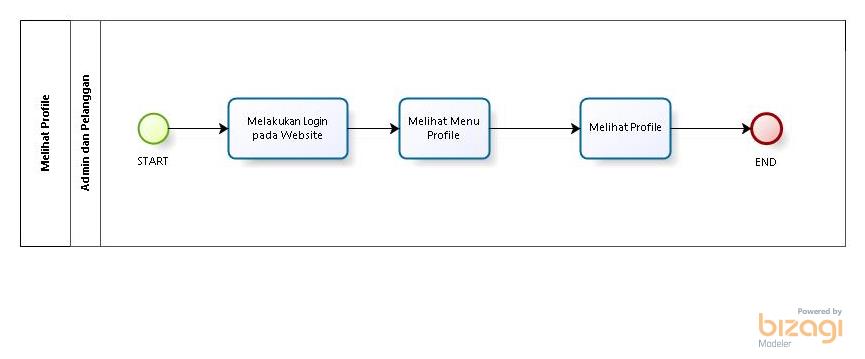 Melihat Profile
Admin dan Pelanggan
START
Melakukan Login
pada Website
Melihat Menu
Profile
Melihat Profile
END
Powered by
bizagi
Modeler